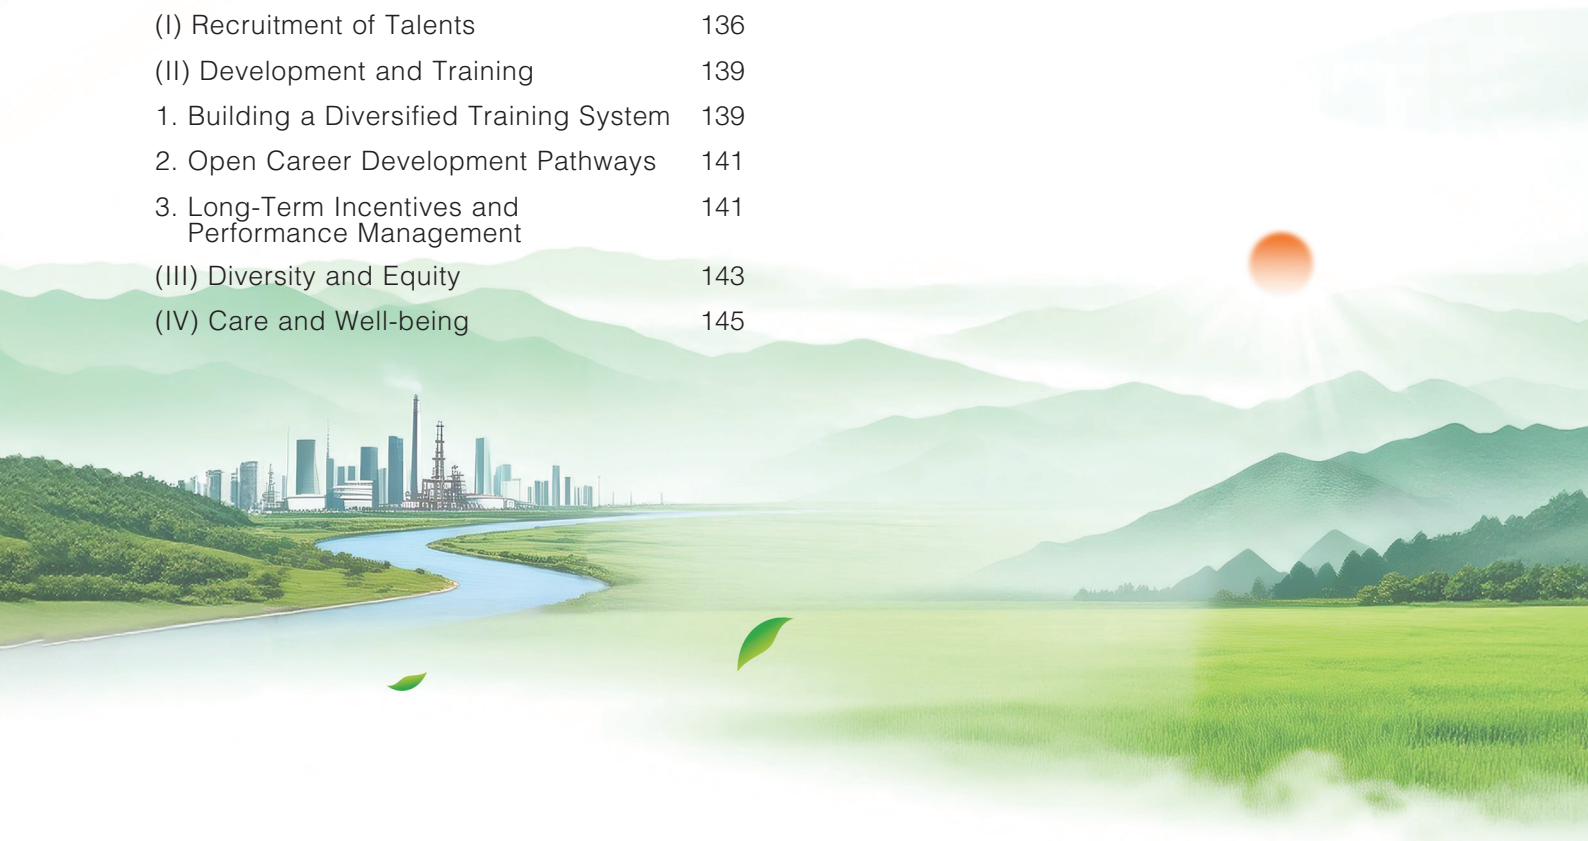 (I) Recruitment of Talents 136
(II) Development and Training 139
1. Building a Diversified Training System 139
2. Open Career Development Pathways 141
3. Long-Term Incentives and 141
Performance Management
(III) Diversity and Equity 143
(IV) Care and Well-being 145